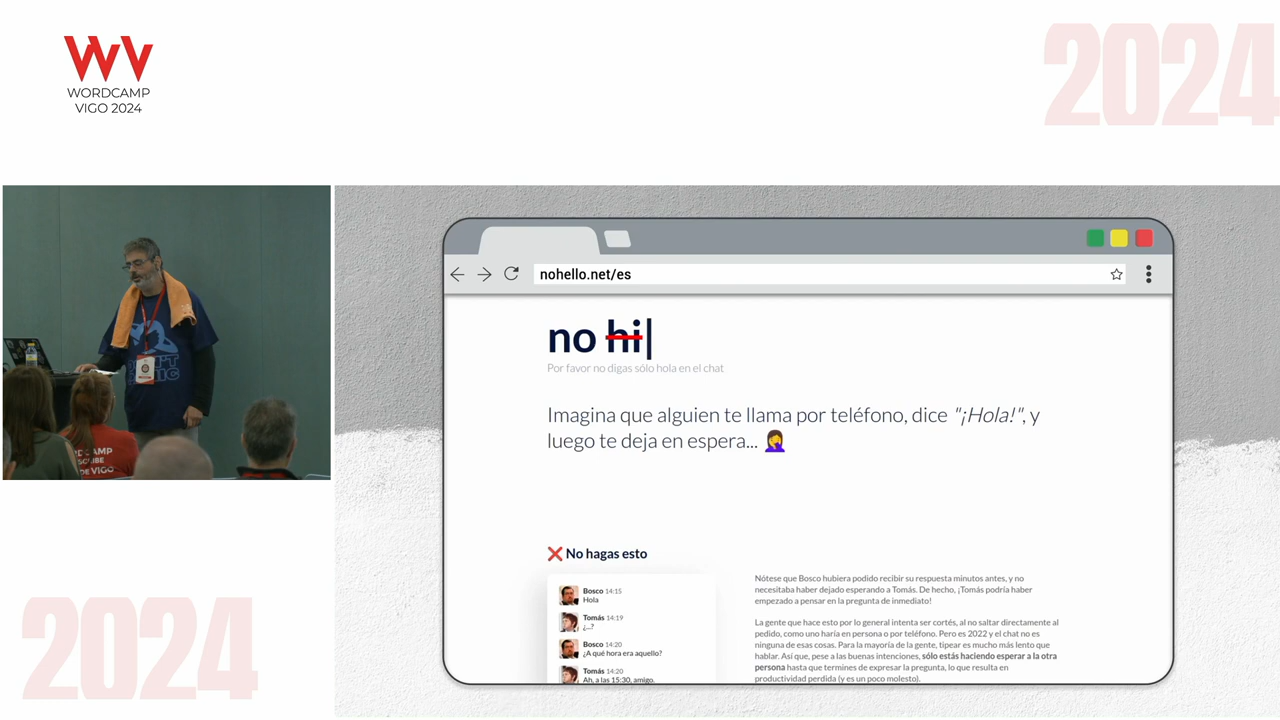 WORDCAMP
VIGO 2024
2024
nohello.net/es
no hi
Por favor no digas sólo hola en el chat
Imagina que alguien te llama por teléfono, dice "¡Hola!", y
luego te deja en espera... 🤦‍♀️
❌ No hagas esto
Bosco 14:15
Hola
Tomás 14:19
¿...?
Bosco 14:20
¿A qué hora era aquello?
Tomás 14:20
Ah, a las 15:30, amigo.
Nótese que Bosco hubiera podido recibir su respuesta minutos antes, y no
necesitaba haber dejado esperando a Tomás. De hecho, ¡Tomás podría haber
empezado a pensar en la pregunta de inmediato!
La gente que hace esto por lo general intenta ser cortés, al no saltar directamente al
pedido, como uno haría en persona o por teléfono. Pero es 2022 y el chat no es
ninguna de esas cosas. Para la mayoría de la gente, tipear es mucho más lento que
hablar. Así que, pese a las buenas intenciones, sólo estás haciendo esperar a la otra
persona hasta que termines de expresar la pregunta, lo que resulta en
productividad perdida (y es un poco molesto).
DE VIGO
2024